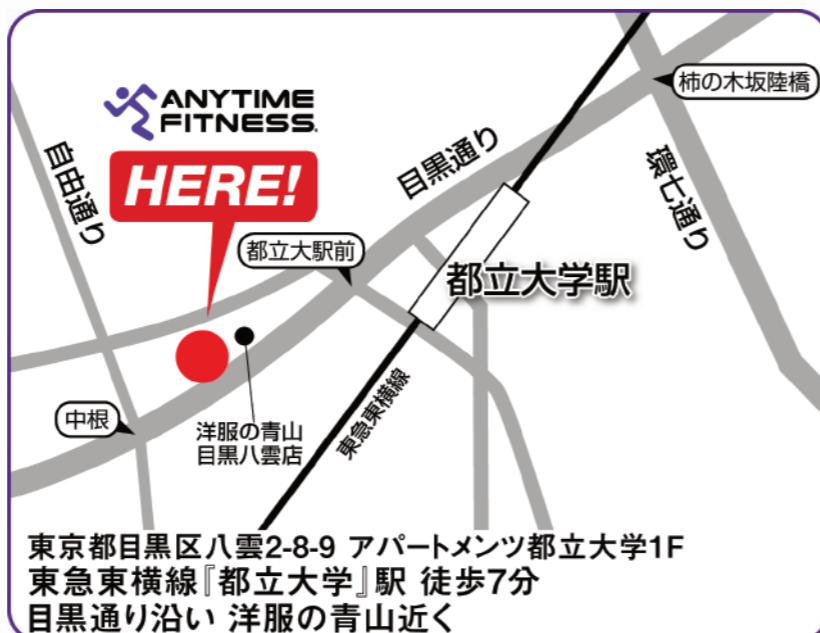 ANYTIME
FITNESS.
HERE!
自由通り
目黒通り
柿の木坂陸橋
環七通り
都立大駅前
都立大学駅
中根
洋服の青山
目黒八雲店
東急東横線
東京都目黒区八雲2-8-9 アパートメンツ都立大学1F
東急東横線『都立大学』駅 徒歩7分
目黒通り沿い 洋服の青山近く